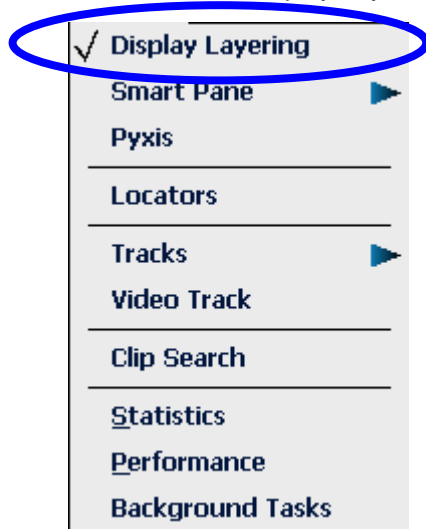 Display Layering
Smart Pane
Pyxis
Locators
Tracks
Video Track
Clip Search
Statistics
Performance
Background Tasks